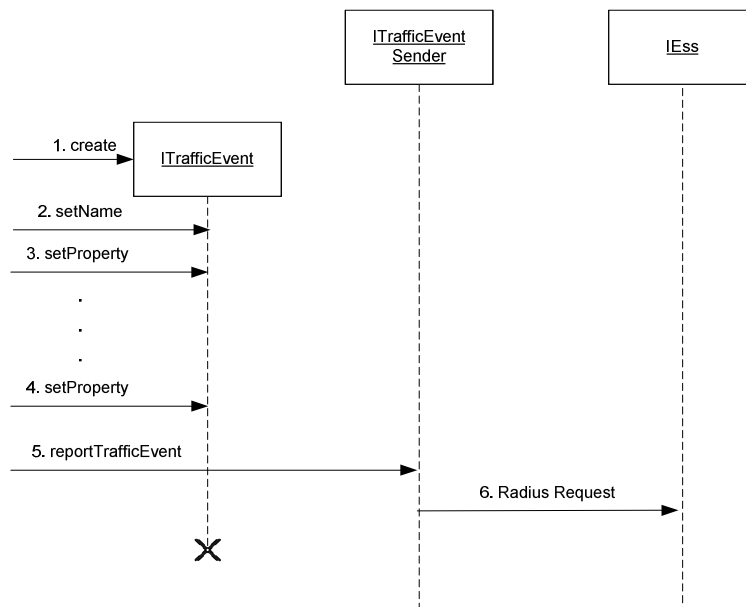 ITrafficEvent
Sender
IEss
1. create
ITrafficEvent
2. setName
3. setProperty
.
.
.
4. setProperty
5. reportTrafficEvent
6. Radius Request